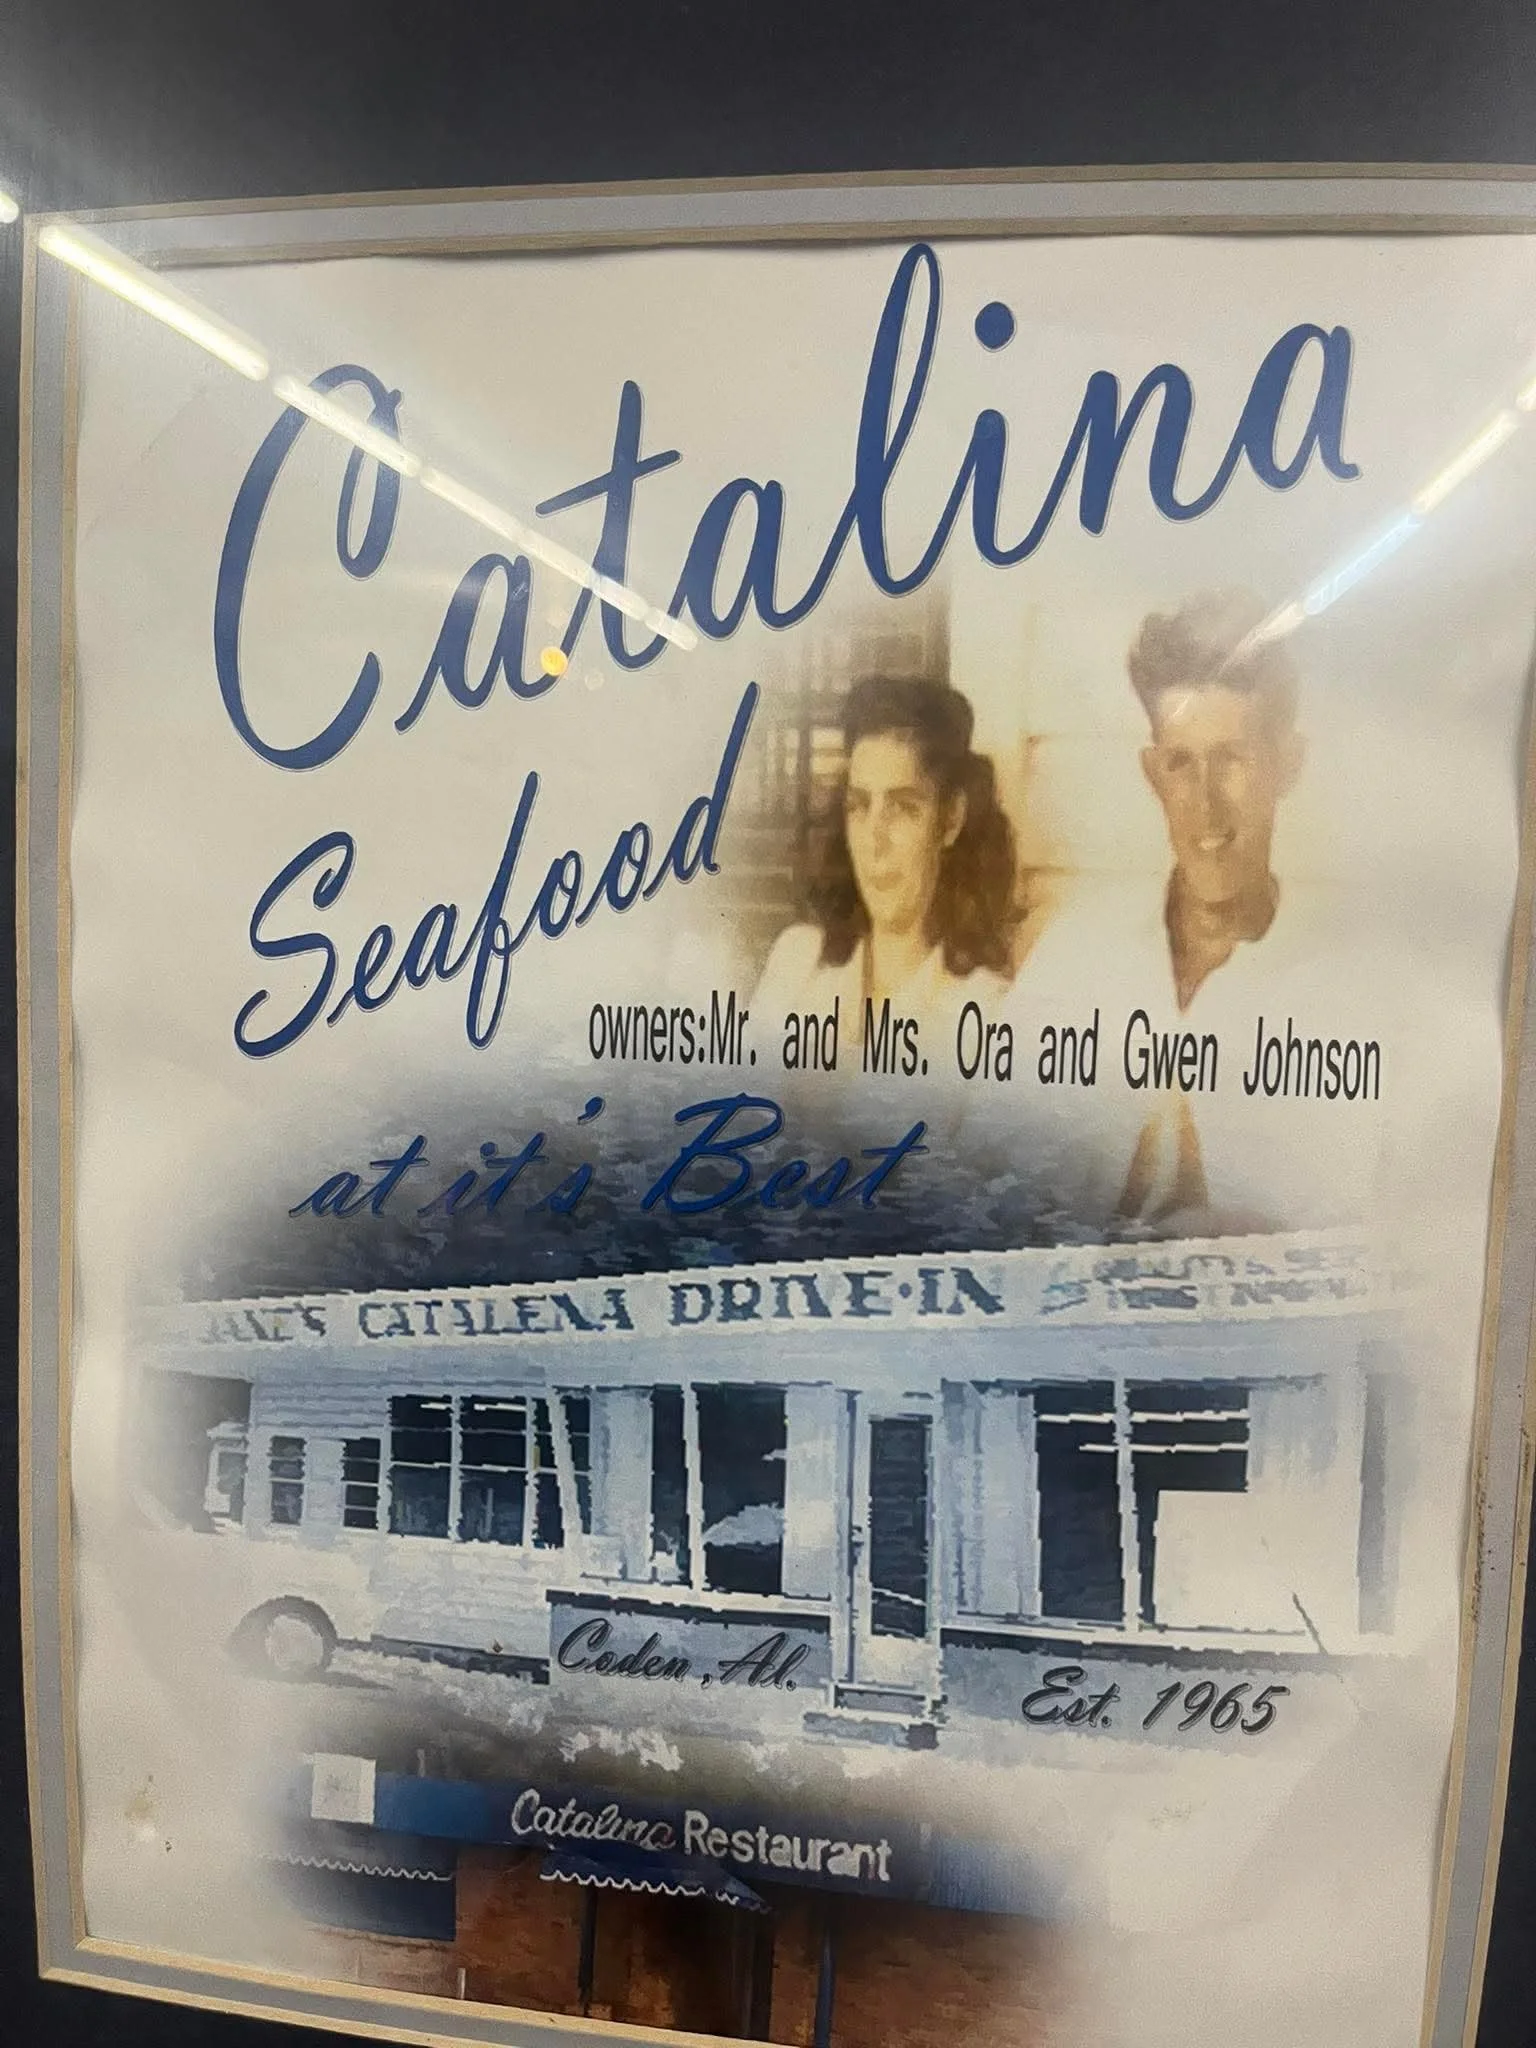 Catalina
Seafood
owners:Mr. and Mrs. Ora and Gwen Johnson
at it's Best
CATALENA DRIVE-IN
Coden, Al.
Est. 1965
Catalina Restaurant